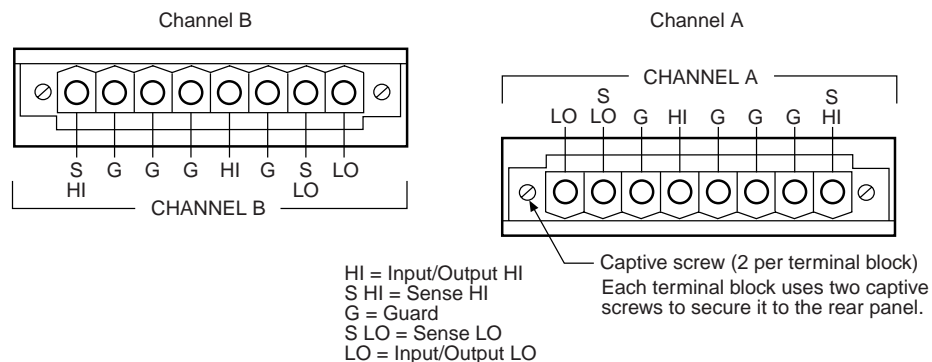 Channel B
Channel A
S HI G G G HI G S LO LO
CHANNEL B
CHANNEL A
LO S LO G HI G G G S HI
Captive screw (2 per terminal block)
Each terminal block uses two captive
screws to secure it to the rear panel.
HI = Input/Output HI
S HI = Sense HI
G = Guard
S LO = Sense LO
LO = Input/Output LO